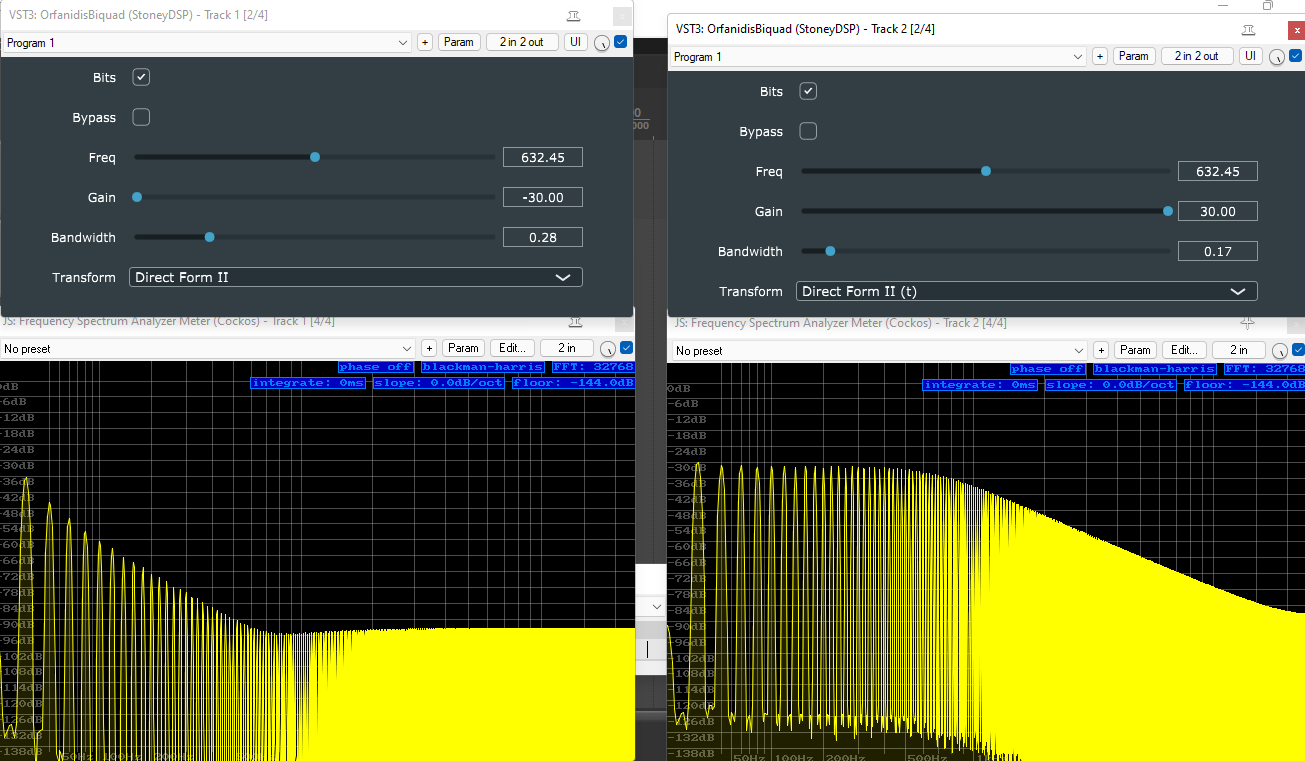 VST3: OrfanidisBiquad (StoneyDSP) - Track 1 [2/4]
Program 1
+
Param
2 in 2 out
UI
Bits
Bypass
Freq
632.45
Gain
-30.00
Bandwidth
0.28
Transform
Direct Form II
JS: Frequency Spectrum Analyzer Meter (Cockos) - Track 1 [4/4]
No preset
+
Param
Edit...
2 in
phase off
blackman-harris
FFT: 32768
integrate: 0ms
slope: 0.0dB/oct
floor: -144.0dB
0dB
-6dB
-12dB
-18dB
-24dB
-30dB
-36dB
-42dB
-48dB
-54dB
-60dB
-66dB
-72dB
-78dB
-84dB
-90dB
-96dB
-102dB
-108dB
-114dB
-120dB
-126dB
-132dB
-138dB
50Hz
100Hz
200Hz
VST3: OrfanidisBiquad (StoneyDSP) - Track 2 [2/4]
x
Program 1
+
Param
2 in 2 out
UI
Bits
Bypass
Freq
632.45
Gain
30.00
Bandwidth
0.17
Transform
Direct Form II (t)
JS: Frequency Spectrum Analyzer Meter (Cockos) - Track 2 [4/4]
No preset
+
Param
Edit...
2 in
phase off
blackman-harris
FFT: 32768
integrate: 0ms
slope: 0.0dB/oct
floor: -144.0dB
0dB
-6dB
-12dB
-18dB
-24dB
-30dB
-36dB
-42dB
-48dB
-54dB
-60dB
-66dB
-72dB
-78dB
-84dB
-90dB
-96dB
-102dB
-108dB
-114dB
-120dB
-126dB
-132dB
-138dB
50Hz
100Hz
200Hz
500Hz